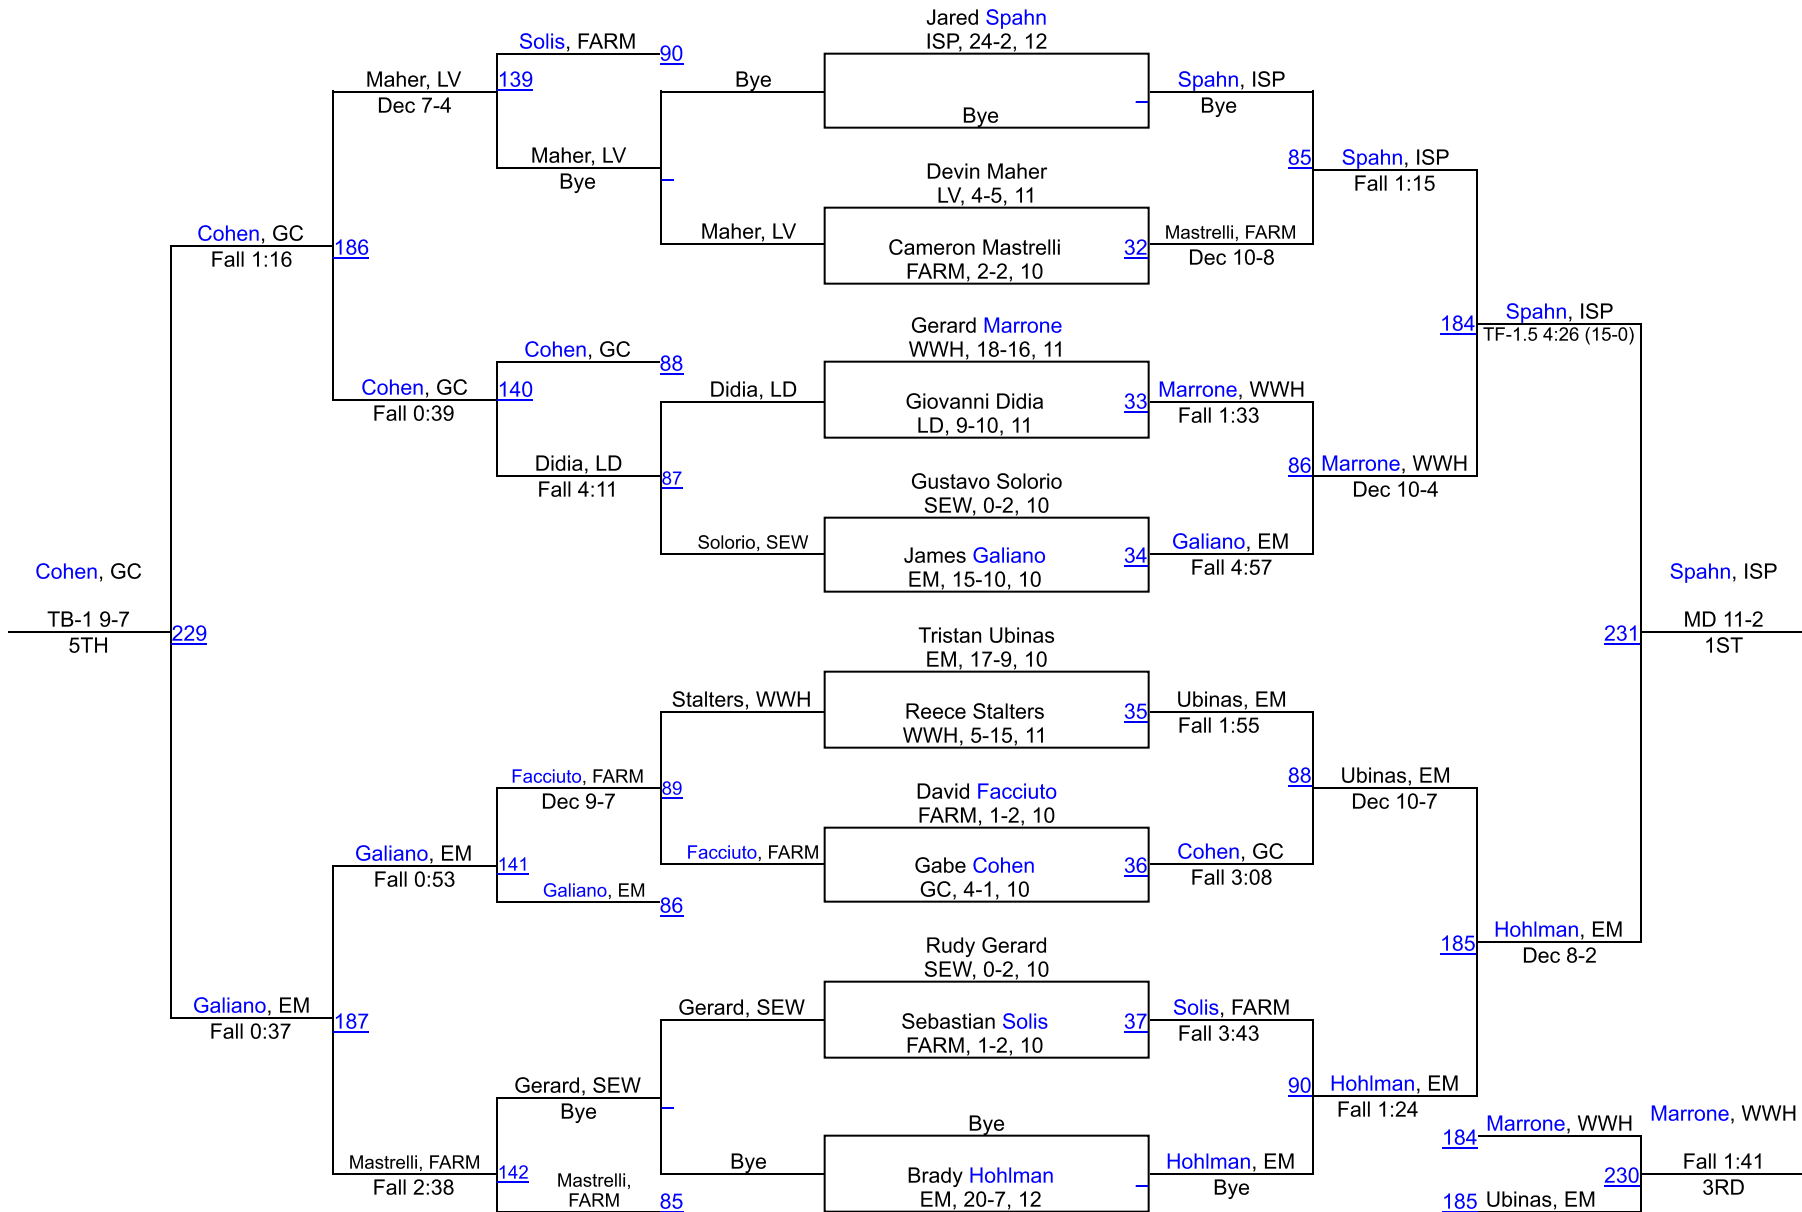 Jared Spahn
ISP, 24-2, 12
Bye
Devin Maher
LV, 4-5, 11
Cameron Mastrelli 32
FARM, 2-2, 10
Gerard Marrone
WWH, 18-16, 11
Giovanni Didia 33
LD, 9-10, 11
Gustavo Solorio
SEW, 0-2, 10
James Galiano 34
EM, 15-10, 10
Tristan Ubinas
EM, 17-9, 10
Reece Stalters 35
WWH, 5-15, 11
David Facciuto
FARM, 1-2, 10
Gabe Cohen 36
GC, 4-1, 10
Rudy Gerard
SEW, 0-2, 10
Sebastian Solis 37
FARM, 1-2, 10
Bye
Brady Hohlman
EM, 20-7, 12
Spahn, ISP
Bye
85
Mastrelli, FARM
Dec 10-8
Marrone, WWH
Fall 1:33
86
Galiano, EM
Fall 4:57
Ubinas, EM
Fall 1:55
88
Cohen, GC
Fall 3:08
Solis, FARM
Fall 3:43
90
Hohlman, EM
Bye
Spahn, ISP
Fall 1:15
184
Marrone, WWH
Dec 10-4
Ubinas, EM
Dec 10-7
185
Hohlman, EM
Fall 1:24
Spahn, ISP
TF-1.5 4:26 (15-0)
231
Hohlman, EM
Dec 8-2
Spahn, ISP
MD 11-2
1ST
184 Marrone, WWH
230
185 Ubinas, EM
Marrone, WWH
Fall 1:41
3RD
Bye
Maher, LV
Didia, LD
87
Solorio, SEW
Stalters, WWH
89
Facciuto, FARM
Gerard, SEW
Bye
Solis, FARM 90
139
Maher, LV
Bye
Cohen, GC 88
140
Didia, LD
Fall 4:11
Facciuto, FARM
Dec 9-7
141
Galiano, EM 86
Gerard, SEW
Bye
142
Mastrelli,
FARM 85
Maher, LV
Dec 7-4
186
Cohen, GC
Fall 0:39
Galiano, EM
Fall 0:53
187
Mastrelli, FARM
Fall 2:38
Cohen, GC
Fall 1:16
229
Galiano, EM
Fall 0:37
Cohen, GC
TB-1 9-7
5TH